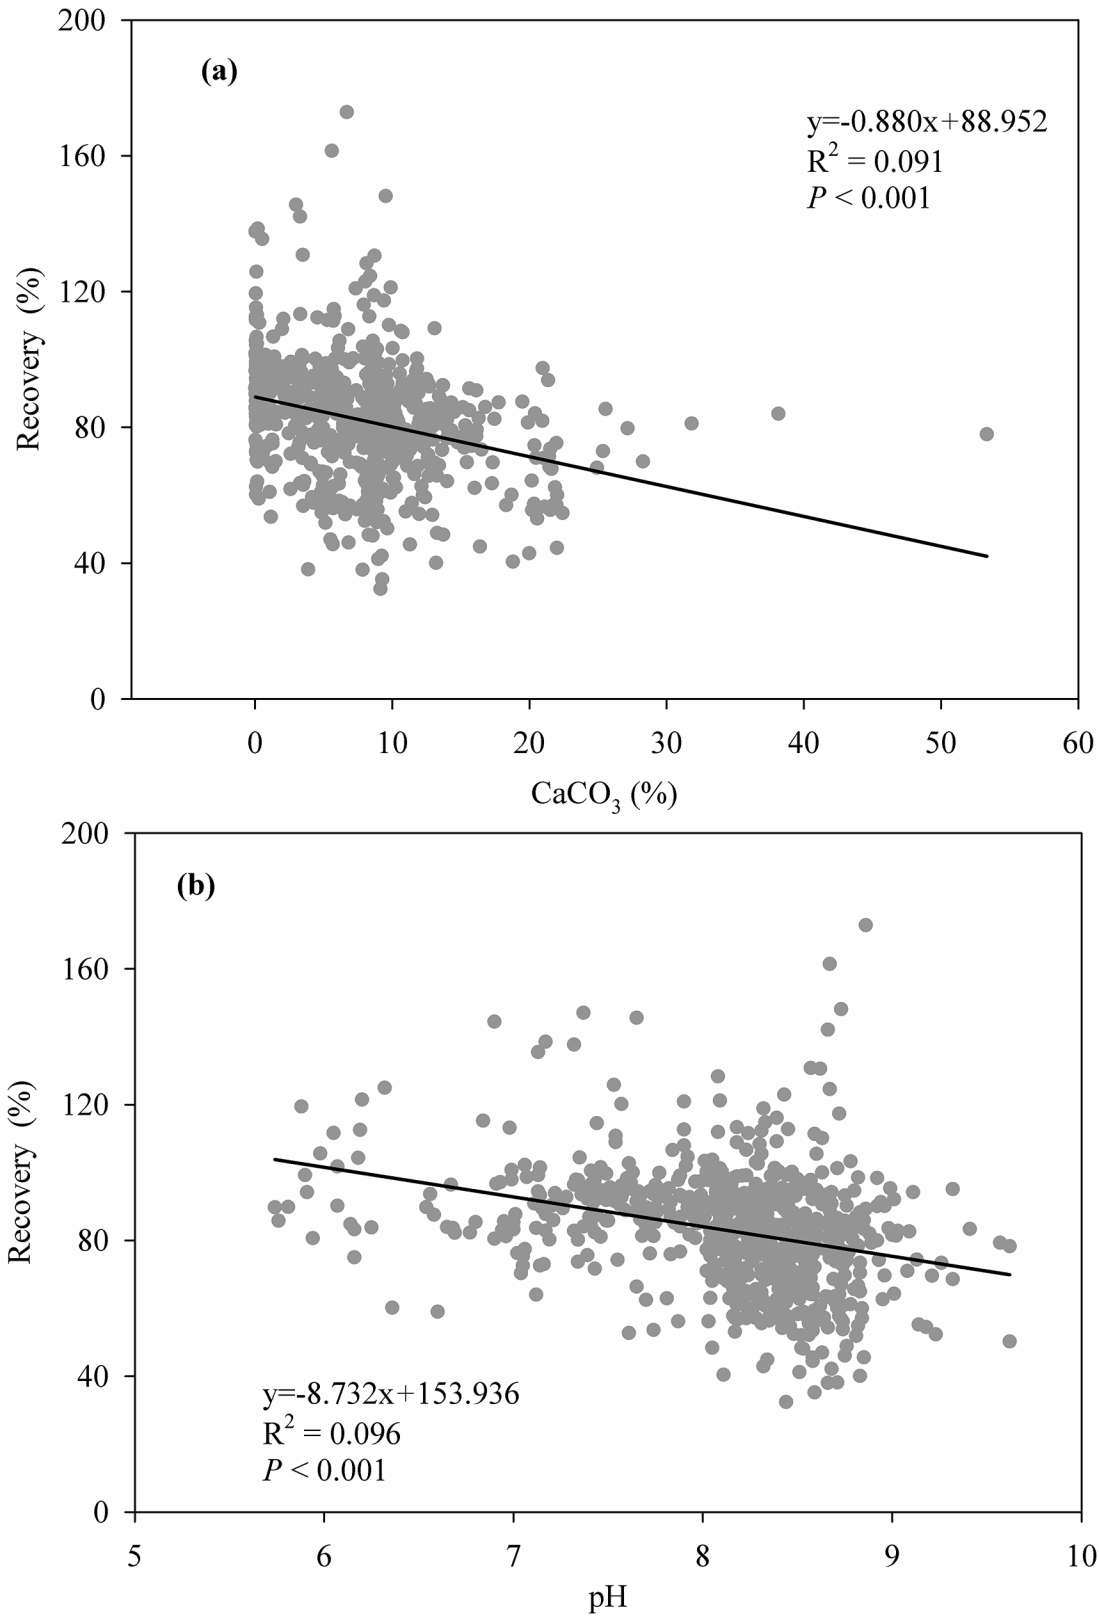 200
(a)
y=-0.880x+88.952
R² = 0.091
P < 0.001
160
120
80
40
0
Recovery (%)
0 10 20 30 40 50 60
CaCO₃ (%)
200
(b)
160
120
80
40
0
Recovery (%)
y=-8.732x+153.936
R² = 0.096
P < 0.001
5 6 7 8 9 10
pH